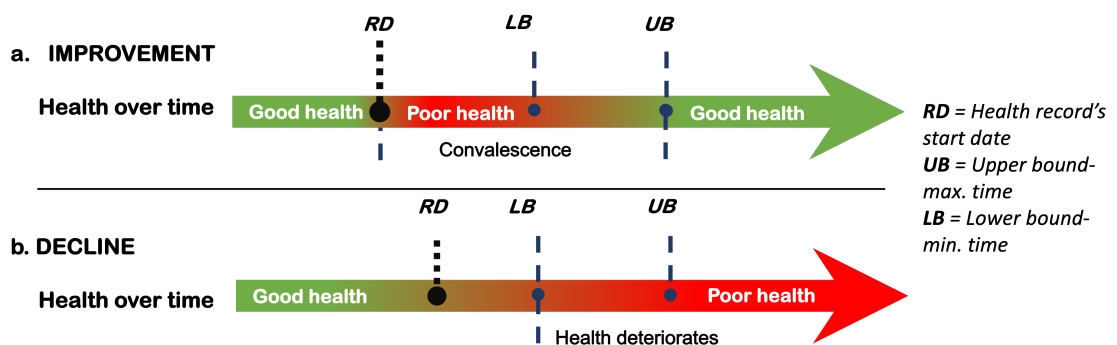 RD LB UB
a. IMPROVEMENT
Health over time
Good health Poor health Good health
Convalescence
RD LB UB
b. DECLINE
Health over time
Good health Poor health
Health deteriorates
RD = Health record's
start date
UB = Upper bound-
max. time
LB = Lower bound-
min. time